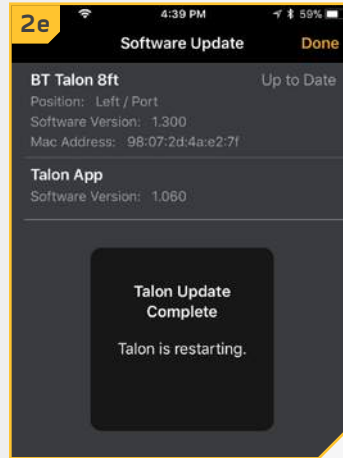 2e
4:39 PM
59%
Software Update
Done
BT Talon 8ft
Up to Date
Position: Left / Port
Software Version: 1.300
Mac Address: 98:07:2d:4a:e2:7f
Talon App
Software Version: 1.060
Talon Update
Complete
Talon is restarting.